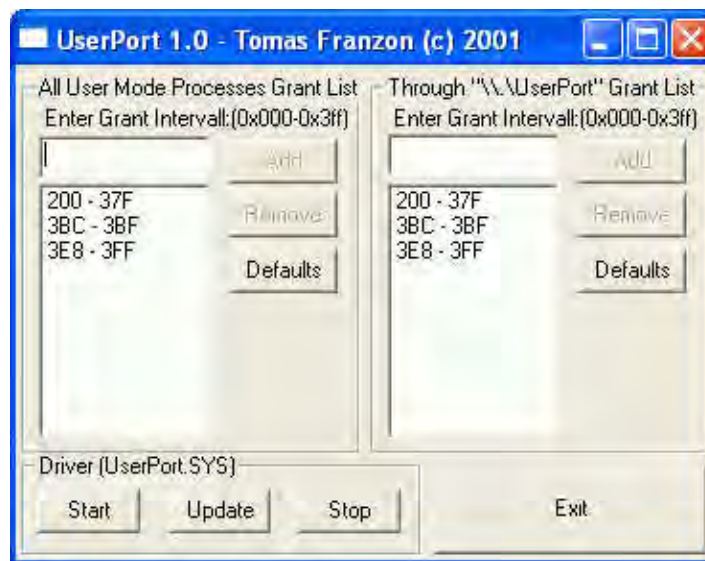 UserPort 1.0 - Tomas Franzon (c) 2001
All User Mode Processes Grant List
Enter Grant Intervall:(0x000-0x3ff)
Add
200 - 37F
3BC - 3BF
3E8 - 3FF
Remove
Defaults
Through "\\.\UserPort" Grant List
Enter Grant Intervall:(0x000-0x3ff)
Add
200 - 37F
3BC - 3BF
3E8 - 3FF
Remove
Defaults
Driver (UserPort.SYS)
Start
Update
Stop
Exit